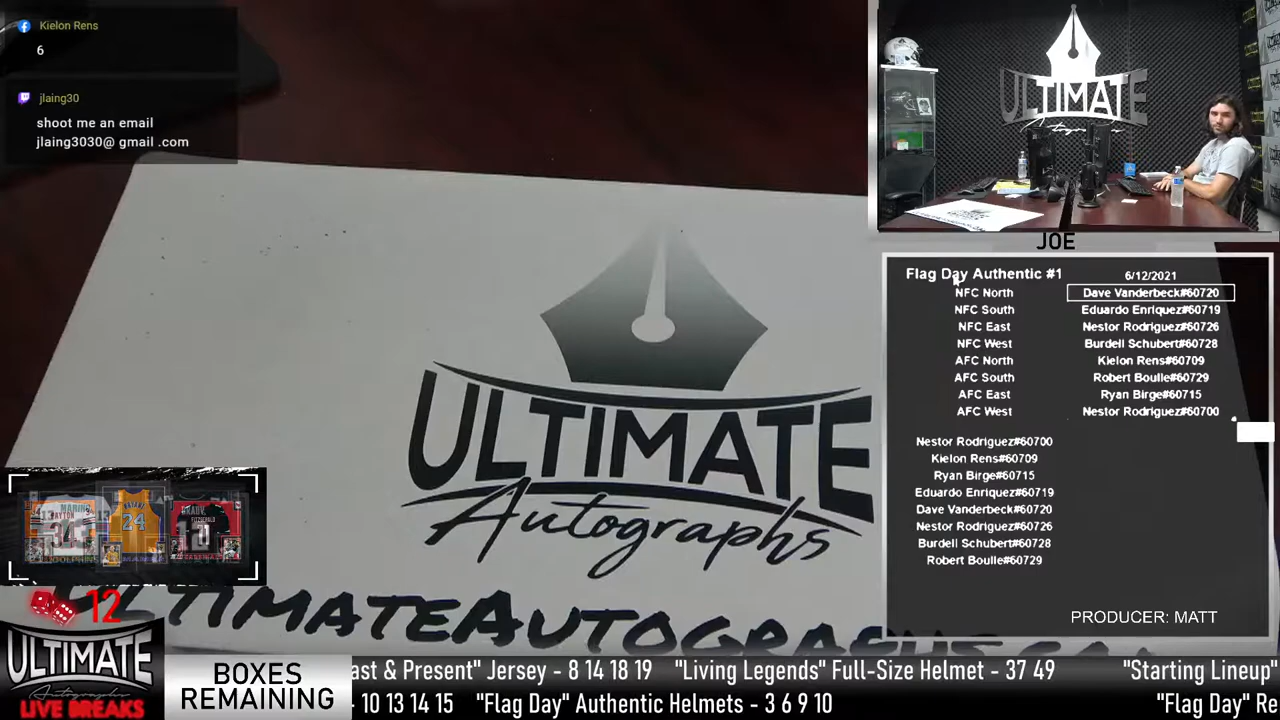 Kielon Rens
6
jlaing30
shoot me an email
jlaing3030@ gmail .com
ULTIMATE
Autographs
JOE
ULTIMATE
Autographs
Flag Day Authentic #1 6/12/2021
NFC North Dave Vanderbeck#60720
NFC South Eduardo Enriquez#60719
NFC East Nestor Rodriguez#60726
NFC West Burdell Schubert#60728
AFC North Kielon Rens#60709
AFC South Robert Boulle#60729
AFC East Ryan Birge#60715
AFC West Nestor Rodriguez#60700
Nestor Rodriguez#60700
Kielon Rens#60709
Ryan Birge#60715
Eduardo Enriquez#60719
Dave Vanderbeck#60720
Nestor Rodriguez#60726
Burdell Schubert#60728
Robert Boulle#60729
PRODUCER: MATT
24
12
ULTIMATE
Autographs
LIVE BREAKS
BOXES
REMAINING
ast & Present" Jersey - 8 14 18 19 "Living Legends" Full-Size Helmet - 37 49 "Starting Lineup"
- 10 13 14 15 "Flag Day" Authentic Helmets - 3 6 9 10 "Flag Day" Re